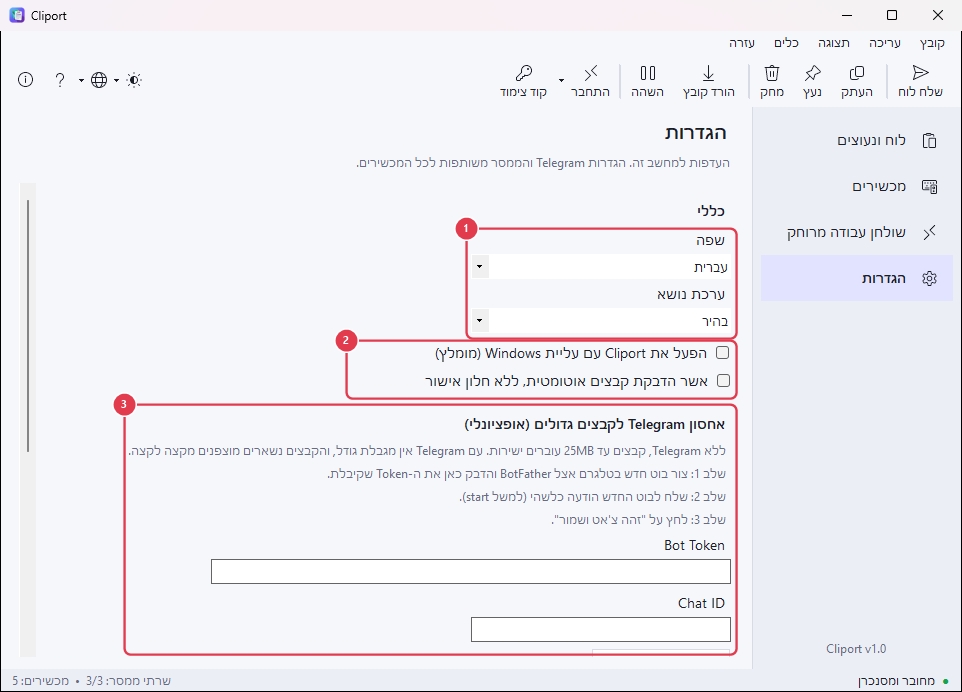 Cliport
קובץ עריכה תצוגה כלים עזרה
שלח לוח העתק נעץ מחק הורד קובץ השהה התחבר קוד צימוד ?
לוח ונעוצים
מכשירים
שולחן עבודה מרוחק
הגדרות
Cliport v1.0
הגדרות
העדפות למחשב זה. הגדרות Telegram והממסר משותפות לכל המכשירים.
כללי
1
שפה
עברית
ערכת נושא
בהיר
2
הפעל את Cliport עם עליית Windows (מומלץ)
אשר הדבקת קבצים אוטומטית, ללא חלון אישור
3
אחסון Telegram לקבצים גדולים (אופציונלי)
ללא Telegram, קבצים עד 25MB עוברים ישירות. עם Telegram אין מגבלת גודל, והקבצים נשארים מוצפנים מקצה לקצה.
שלב 1: צור בוט חדש בטלגרם אצל BotFather והדבק כאן את ה-Token שקיבלת.
שלב 2: שלח לבוט החדש הודעה כלשהי (למשל start).
שלב 3: לחץ על "זהה צ'אט ושמור".
Bot Token
Chat ID
מחובר ומסנכרן
שרתי ממסר: 3/3 • מכשירים: 5